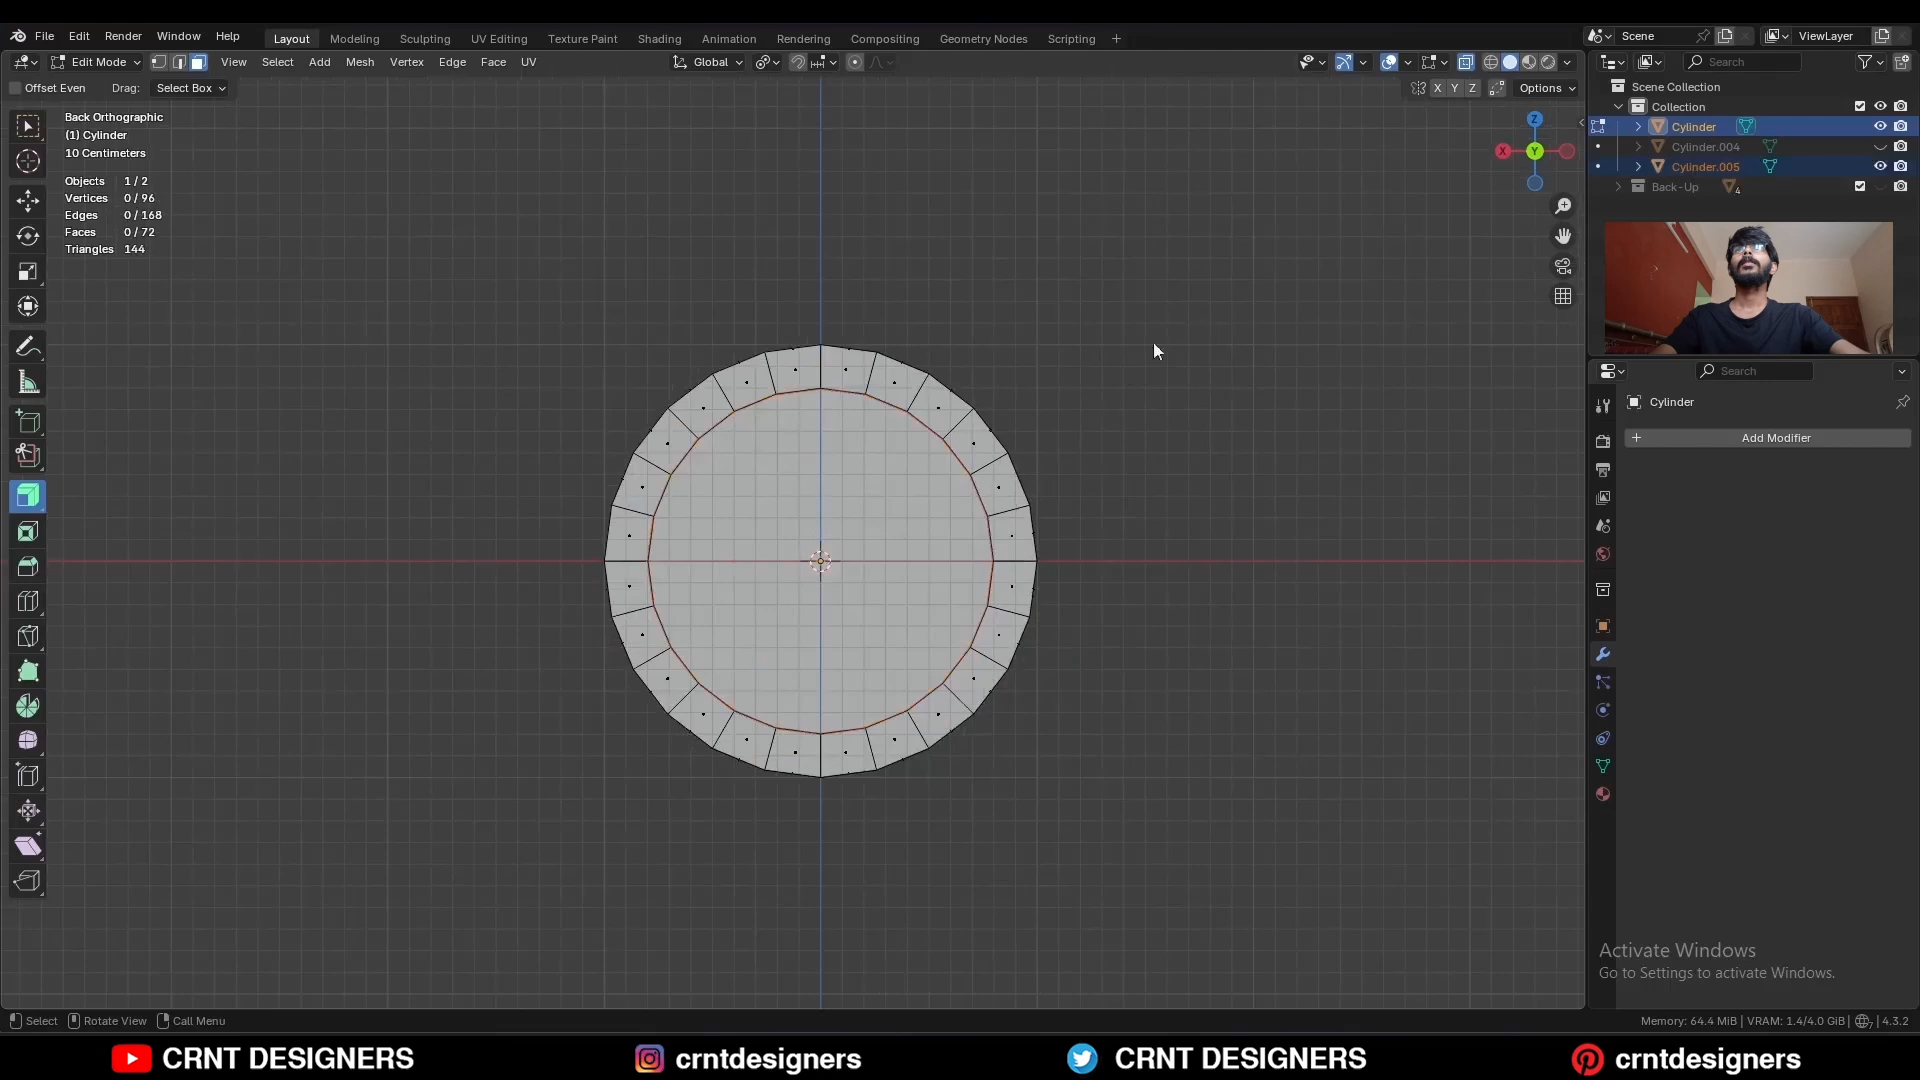 File Edit Render Window Help
Layout Modeling Sculpting UV Editing Texture Paint Shading Animation Rendering Compositing Geometry Nodes Scripting
Scene ViewLayer
Edit Mode View Select Add Mesh Vertex Edge Face UV
Global
Search
Offset Even Drag: Select Box
X Y Z Options
Scene Collection
Collection
Cylinder
Cylinder.004
Cylinder.005
Back-Up 4
Back Orthographic
(1) Cylinder
10 Centimeters
Objects 1 / 2
Vertices 0 / 96
Edges 0 / 168
Faces 0 / 72
Triangles 144
Z
X
Y
Search
Cylinder
Add Modifier
Activate Windows
Go to Settings to activate Windows.
Select Rotate View Call Menu
Memory: 64.4 MiB | VRAM: 1.4/4.0 GiB | 7 | 4.3.2
CRNT DESIGNERS crntdesigners CRNT DESIGNERS crntdesigners